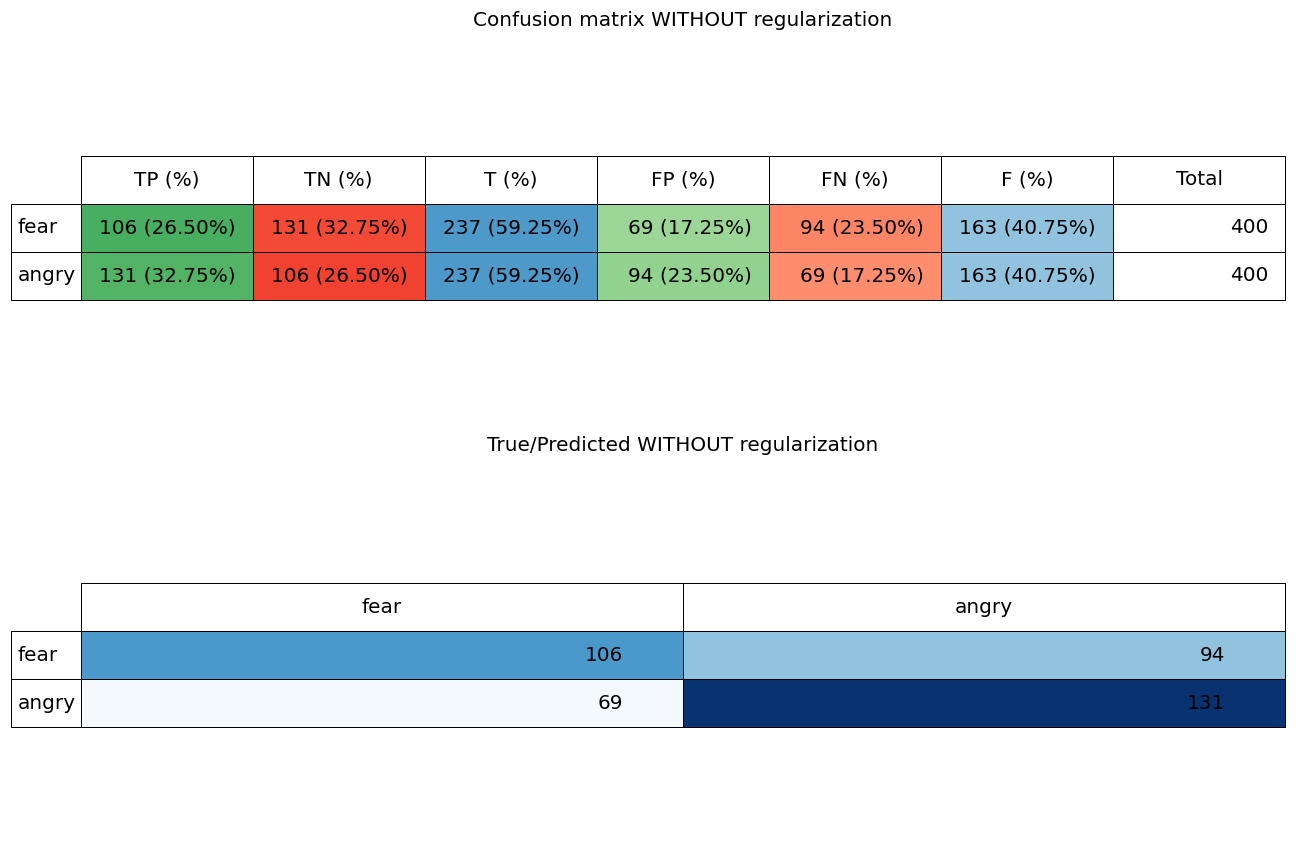 Confusion matrix WITHOUT regularization
TP (%) TN (%) T (%) FP (%) FN (%) F (%) Total
fear 106 (26.50%) 131 (32.75%) 237 (59.25%) 69 (17.25%) 94 (23.50%) 163 (40.75%) 400
angry 131 (32.75%) 106 (26.50%) 237 (59.25%) 94 (23.50%) 69 (17.25%) 163 (40.75%) 400
True/Predicted WITHOUT regularization
fear angry
fear 106 94
angry 69 131